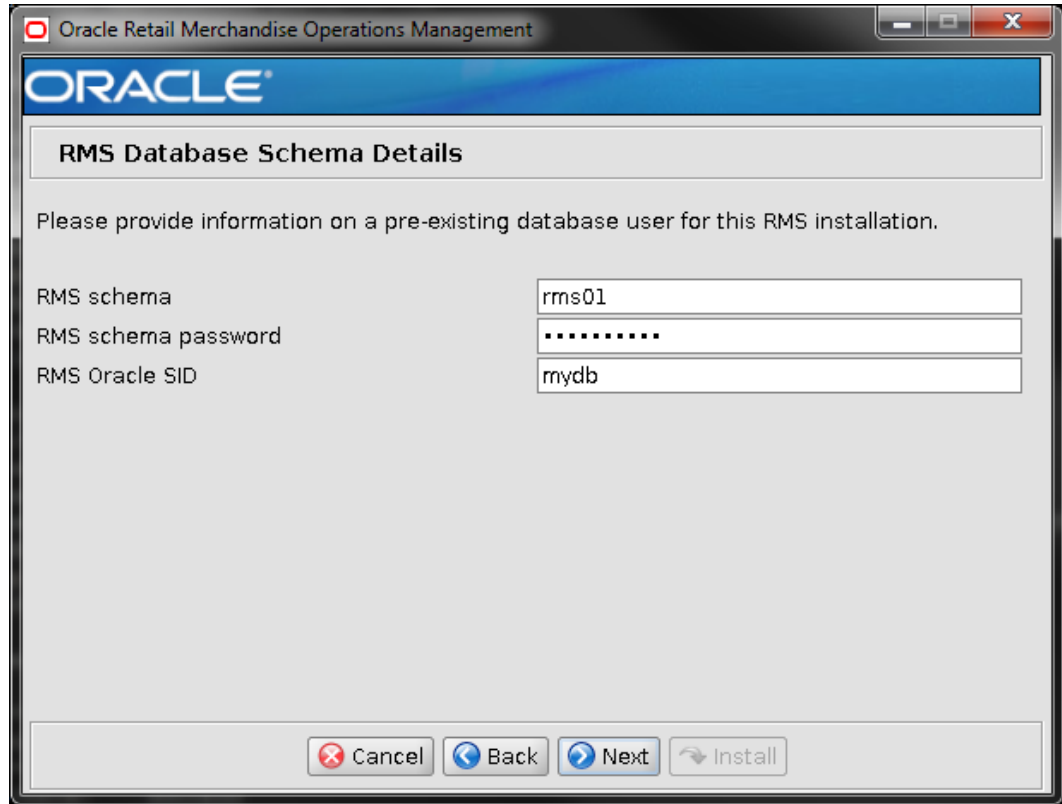 Oracle Retail Merchandise Operations Management
ORACLE®
RMS Database Schema Details
Please provide information on a pre-existing database user for this RMS installation.
RMS schema
rms01
RMS schema password
••••••••••
RMS Oracle SID
mydb
Cancel Back Next Install